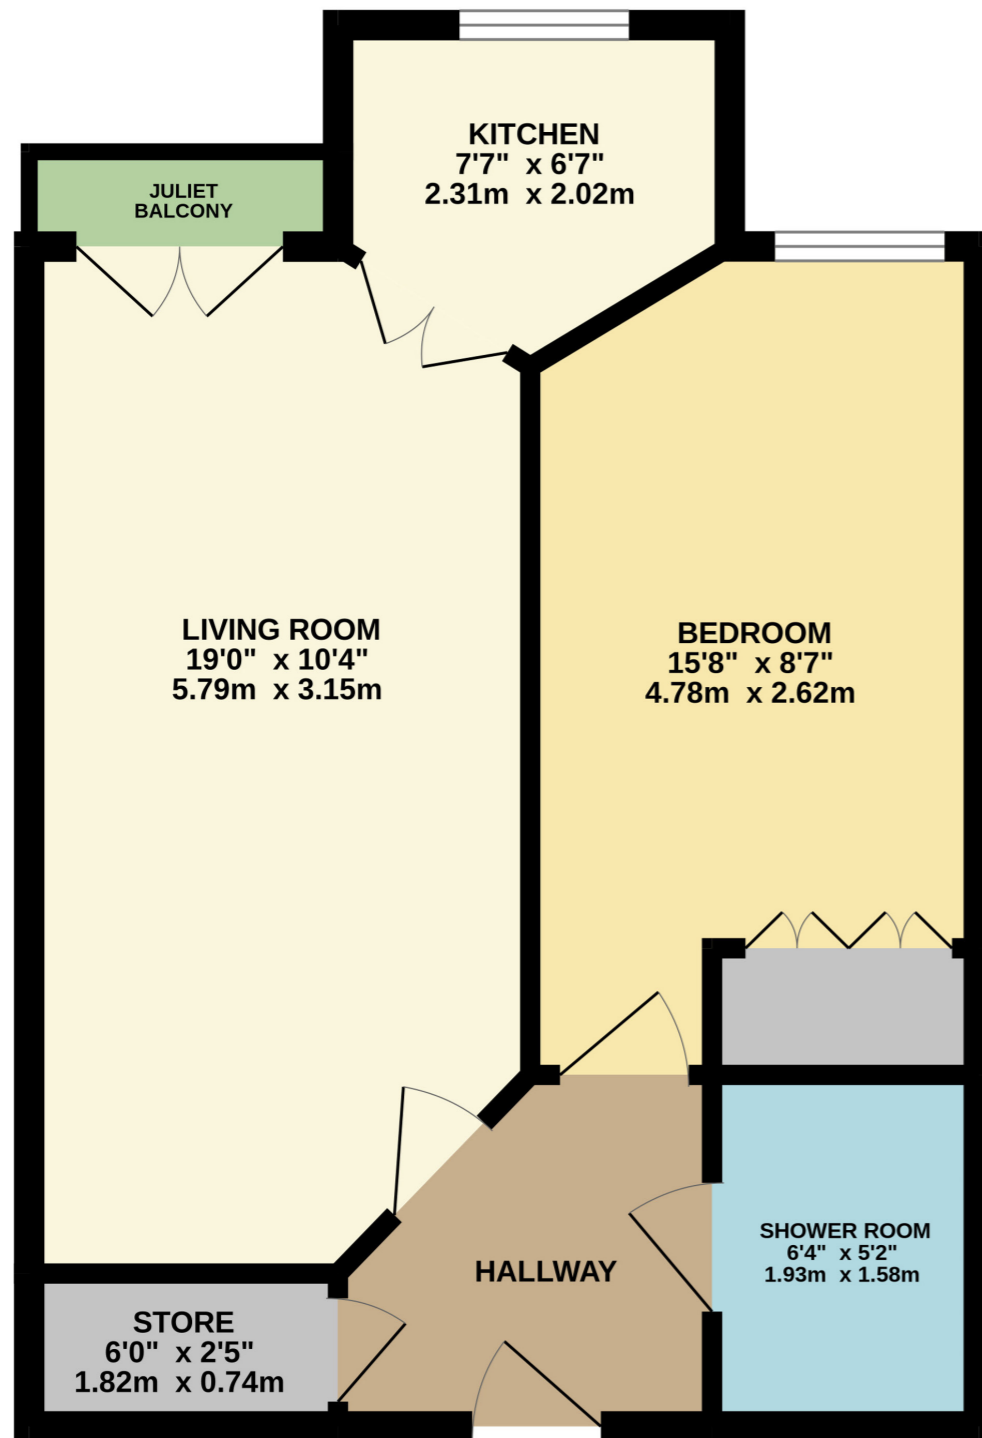 KITCHEN
7'7" x 6'7"
2.31m x 2.02m
JULIET
BALCONY
LIVING ROOM
19'0" x 10'4"
5.79m x 3.15m
BEDROOM
15'8" x 8'7"
4.78m x 2.62m
SHOWER ROOM
6'4" x 5'2"
1.93m x 1.58m
HALLWAY
STORE
6'0" x 2'5"
1.82m x 0.74m